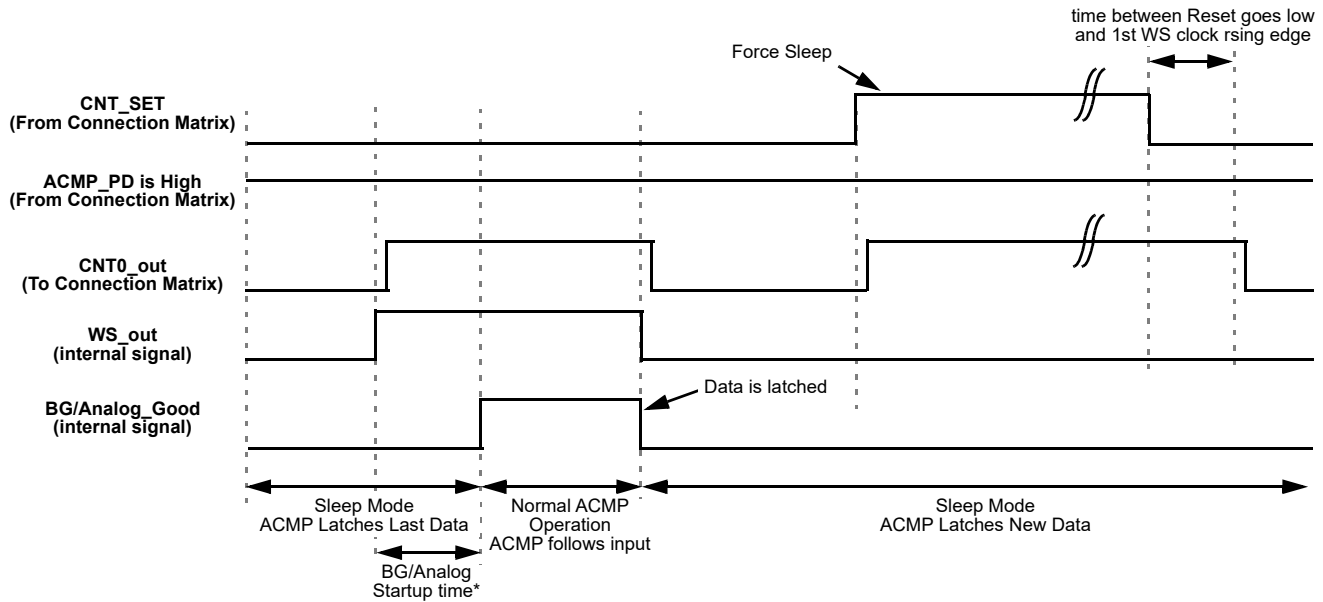 time between Reset goes low
and 1st WS clock rsing edge
Force Sleep
CNT_SET
(From Connection Matrix)
ACMP_PD is High
(From Connection Matrix)
CNT0_out
(To Connection Matrix)
WS_out
(internal signal)
Data is latched
BG/Analog_Good
(internal signal)
Sleep Mode
ACMP Latches Last Data
Normal ACMP
Operation
ACMP follows input
Sleep Mode
ACMP Latches New Data
BG/Analog
Startup time*